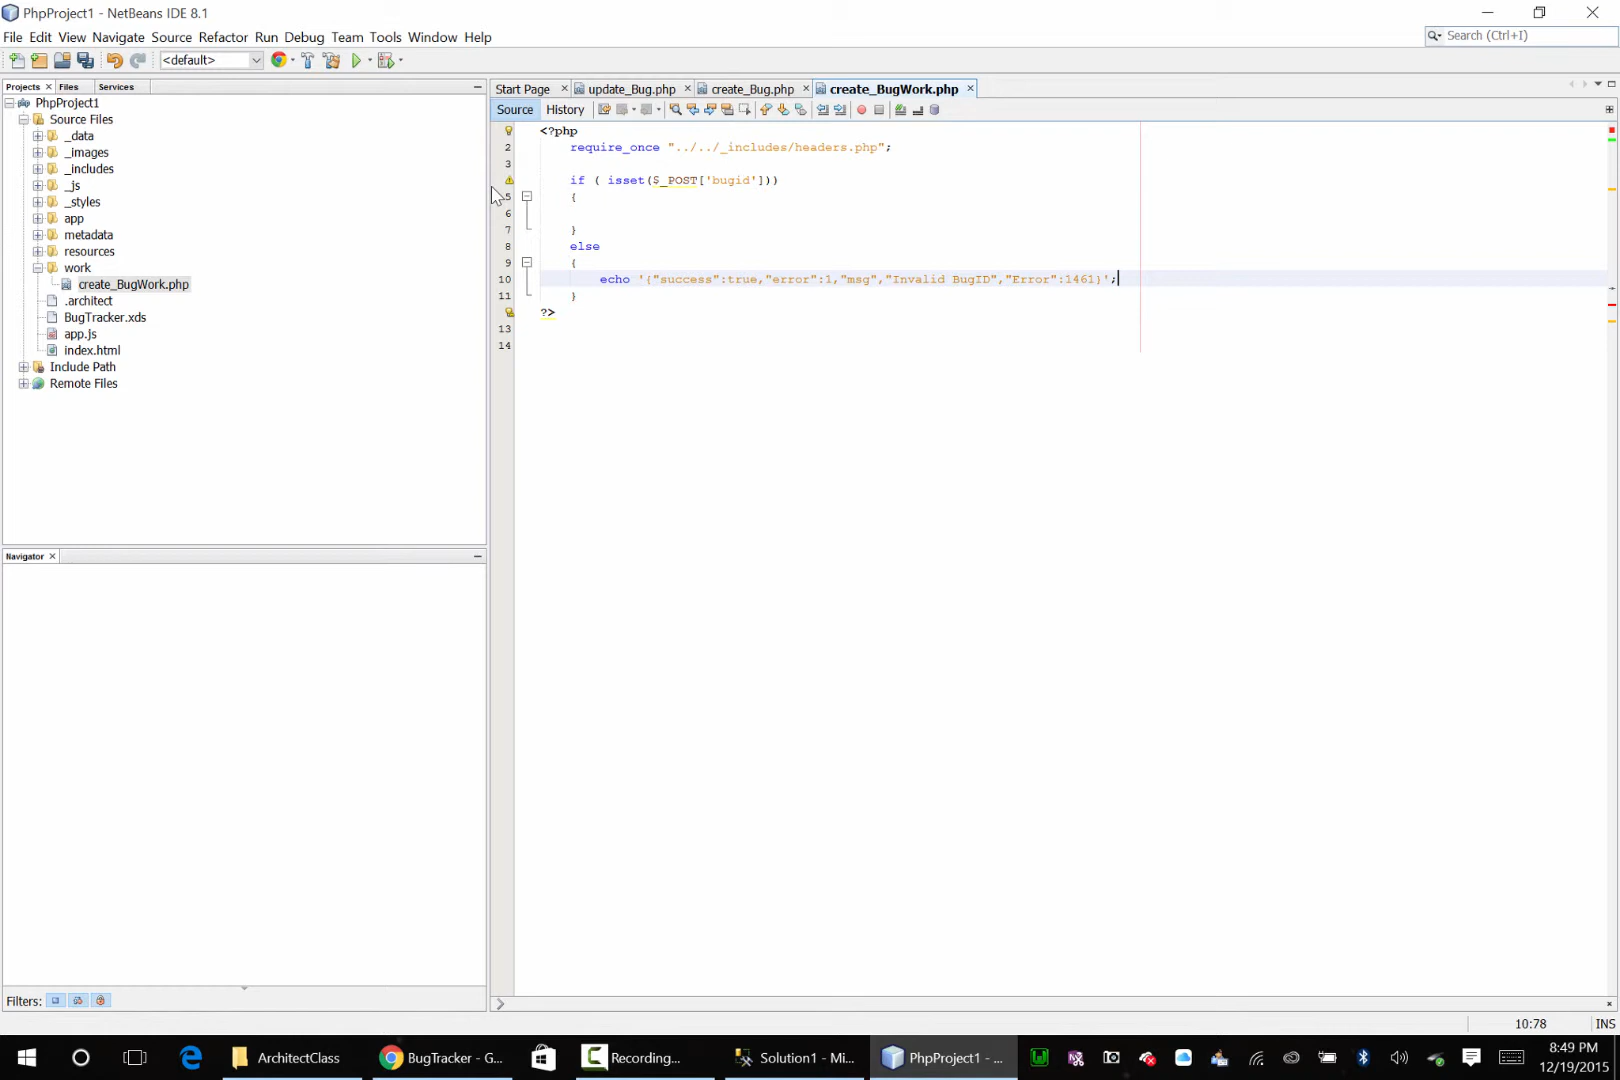 PhpProject1 - NetBeans IDE 8.1
File Edit View Navigate Source Refactor Run Debug Team Tools Window Help
Search (Ctrl+I)
<default>
Projects Files Services
PhpProject1
Source Files
_data
_images
_includes
_js
_styles
app
metadata
resources
work
create_BugWork.php
.architect
BugTracker.xds
app.js
index.html
Include Path
Remote Files
Navigator
Filters:
Start Page update_Bug.php create_Bug.php create_BugWork.php
Source History
<?php
2 require_once "../../_includes/headers.php";
3
if ( isset($_POST['bugid']))
5 {
6
7 }
8 else
9 {
10 echo '{"success":true,"error":1,"msg","Invalid BugID","Error":1461}';
11 }
?>
13
14
10:78 INS
ArchitectClass BugTracker - G... Recording... Solution1 - Mi... PhpProject1 - ...
8:49 PM
12/19/2015